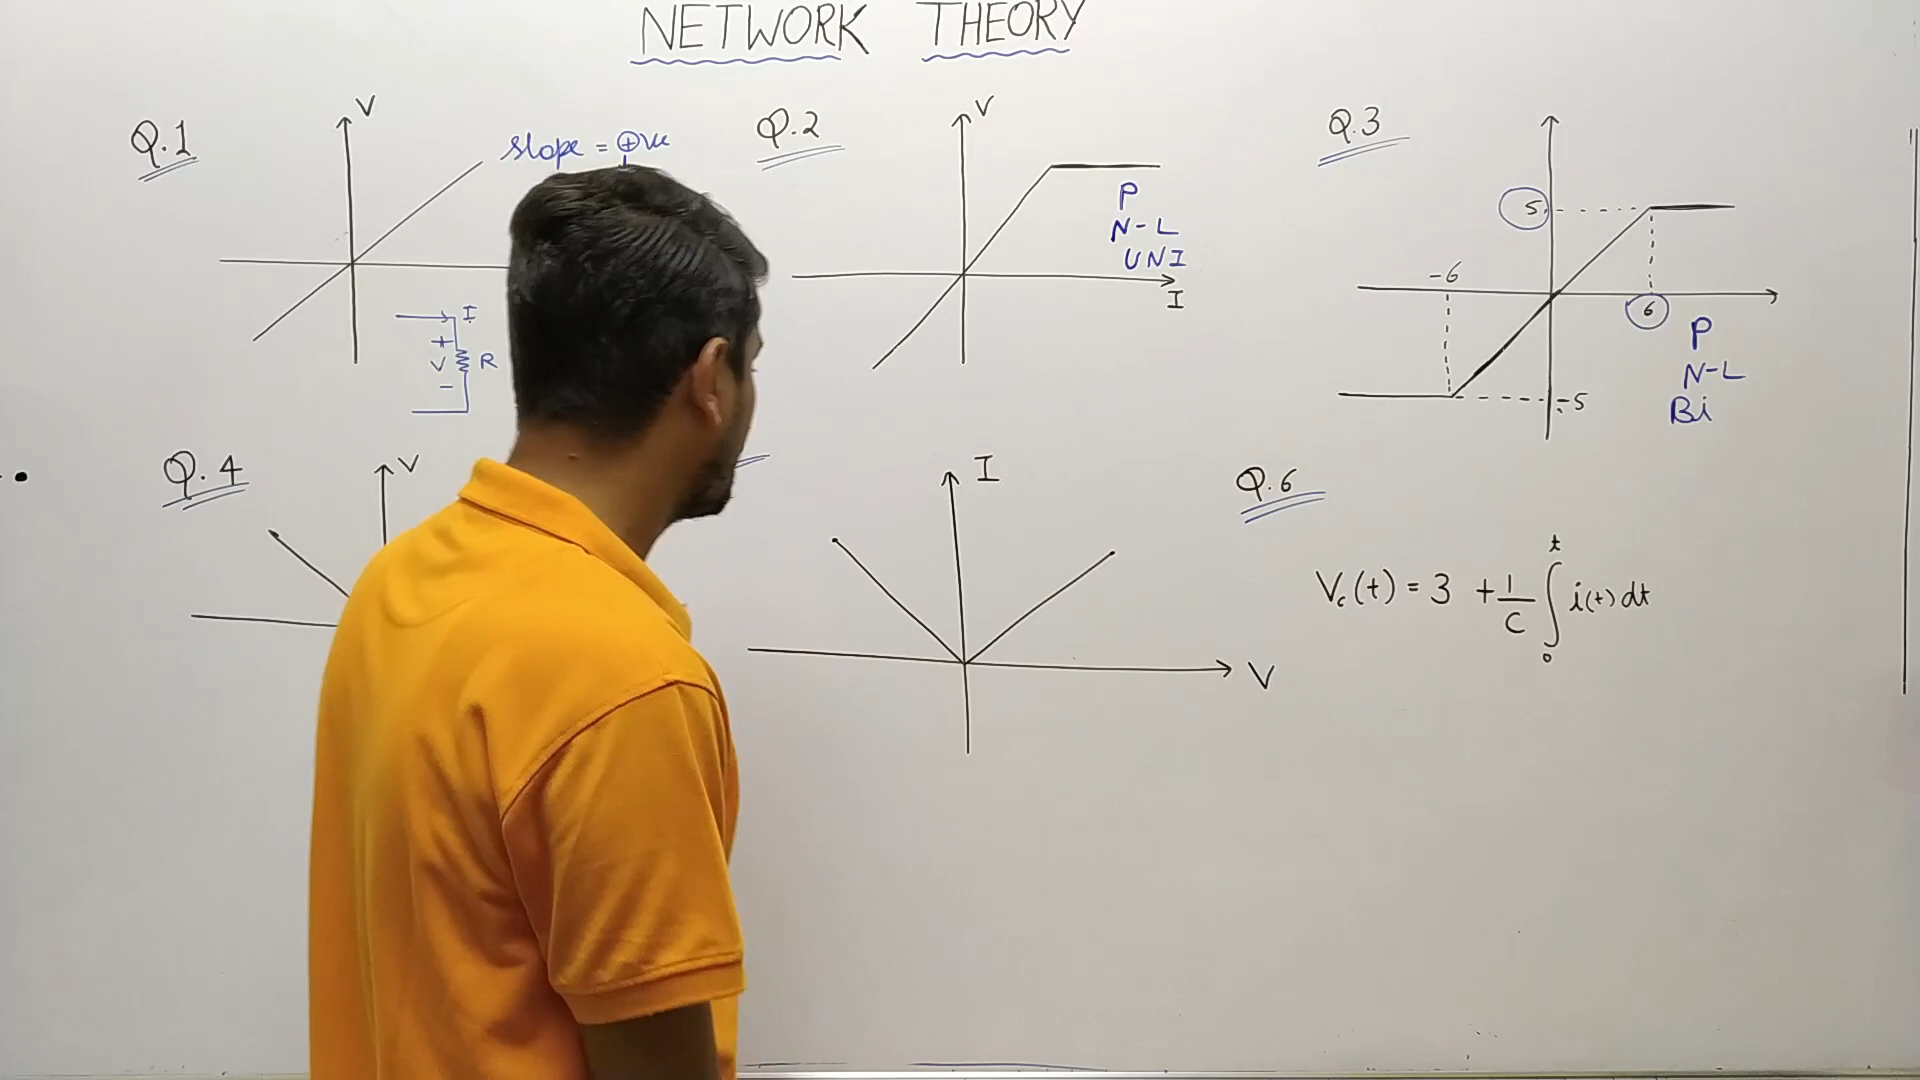 NETWORK THEORY
Q.1
V
slope = ⊕ve
I
+
V
-
R
Q.2
V
P
N-L
UNI
I
Q.3
5
-6
6
-5
P
N-L
Bi
Q.4
V
I
V
Q.6
Vc(t) = 3 + 1/C ∫₀ᵗ i(t) dt